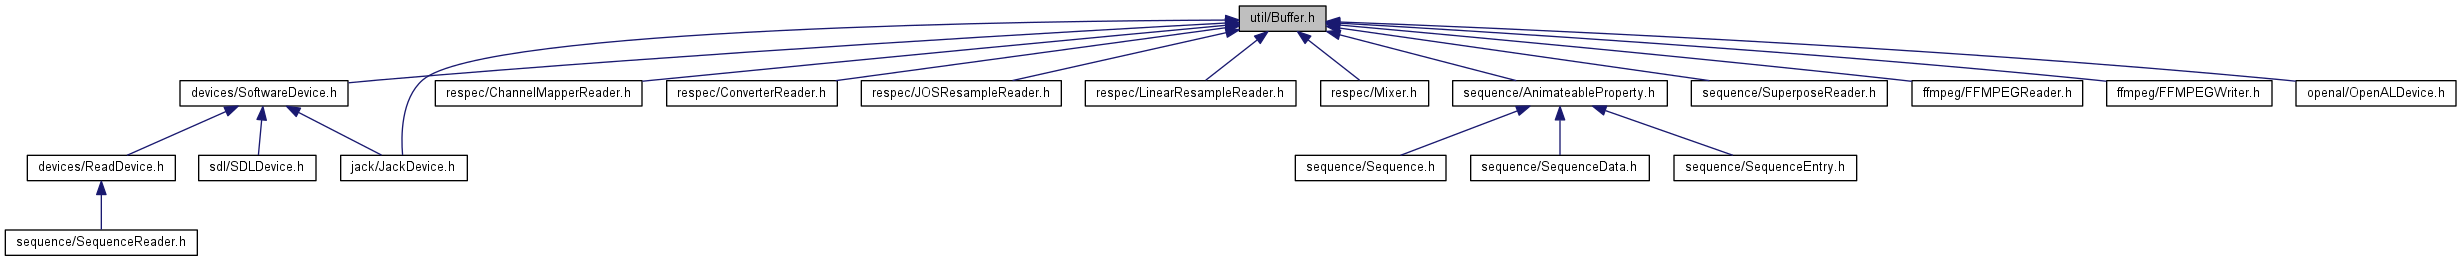 util/Buffer.h
devices/SoftwareDevice.h
respec/ChannelMapperReader.h
respec/ConverterReader.h
respec/JOSResampleReader.h
respec/LinearResampleReader.h
respec/Mixer.h
sequence/AnimateableProperty.h
sequence/SuperposeReader.h
ffmpeg/FFMPEGReader.h
ffmpeg/FFMPEGWriter.h
openal/OpenALDevice.h
devices/ReadDevice.h
sdl/SDLDevice.h
jack/JackDevice.h
sequence/Sequence.h
sequence/SequenceData.h
sequence/SequenceEntry.h
sequence/SequenceReader.h